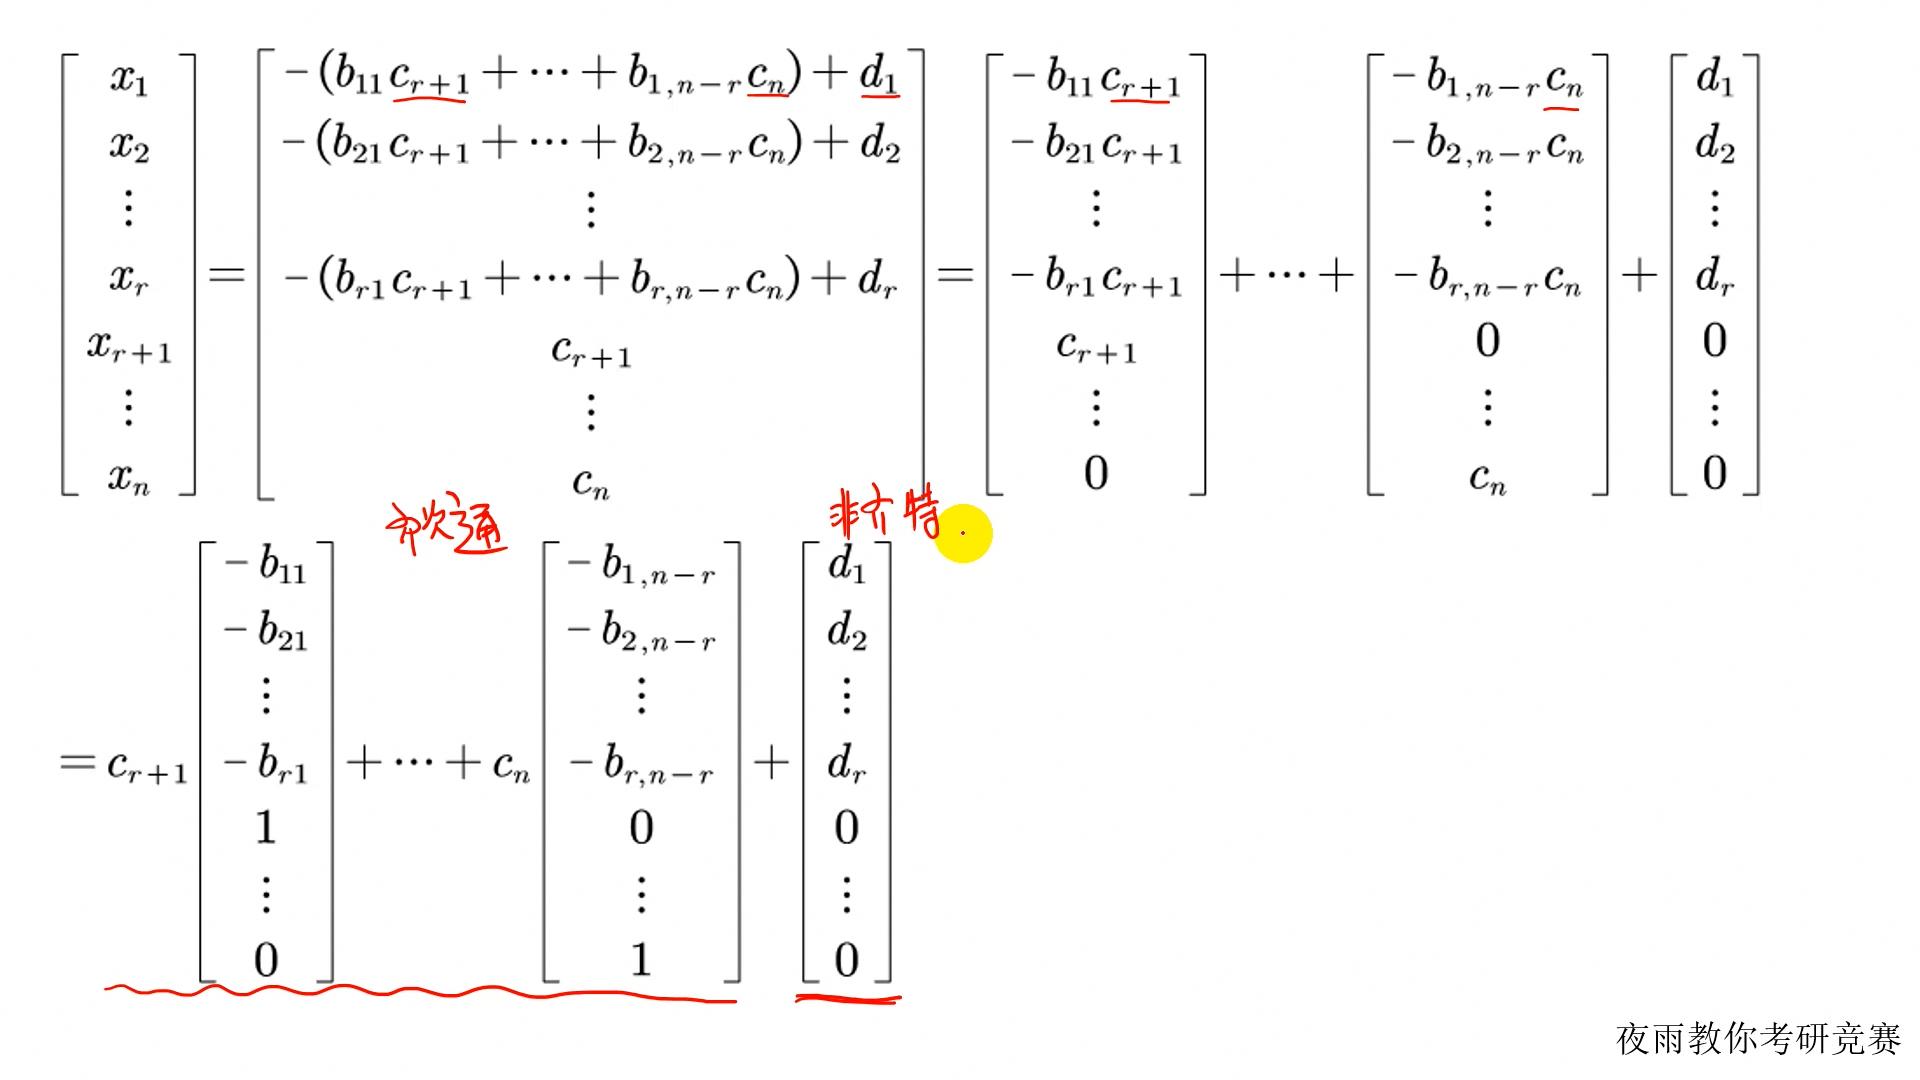 $\begin{bmatrix} x_1 \\ x_2 \\ \vdots \\ x_r \\ x_{r+1} \\ \vdots \\ x_n \end{bmatrix} = \begin{bmatrix} -(b_{11}c_{r+1}+\cdots+b_{1,n-r}c_n)+d_1 \\ -(b_{21}c_{r+1}+\cdots+b_{2,n-r}c_n)+d_2 \\ \vdots \\ -(b_{r1}c_{r+1}+\cdots+b_{r,n-r}c_n)+d_r \\ c_{r+1} \\ \vdots \\ c_n \end{bmatrix} = \begin{bmatrix} -b_{11}c_{r+1} \\ -b_{21}c_{r+1} \\ \vdots \\ -b_{r1}c_{r+1} \\ c_{r+1} \\ \vdots \\ 0 \end{bmatrix} + \cdots + \begin{bmatrix} -b_{1,n-r}c_n \\ -b_{2,n-r}c_n \\ \vdots \\ -b_{r,n-r}c_n \\ 0 \\ \vdots \\ c_n \end{bmatrix} + \begin{bmatrix} d_1 \\ d_2 \\ \vdots \\ d_r \\ 0 \\ \vdots \\ 0 \end{bmatrix}$
齐次通 非齐特
$= c_{r+1} \begin{bmatrix} -b_{11} \\ -b_{21} \\ \vdots \\ -b_{r1} \\ 1 \\ \vdots \\ 0 \end{bmatrix} + \cdots + c_n \begin{bmatrix} -b_{1,n-r} \\ -b_{2,n-r} \\ \vdots \\ -b_{r,n-r} \\ 0 \\ \vdots \\ 1 \end{bmatrix} + \begin{bmatrix} d_1 \\ d_2 \\ \vdots \\ d_r \\ 0 \\ \vdots \\ 0 \end{bmatrix}$
夜雨教你考研竞赛